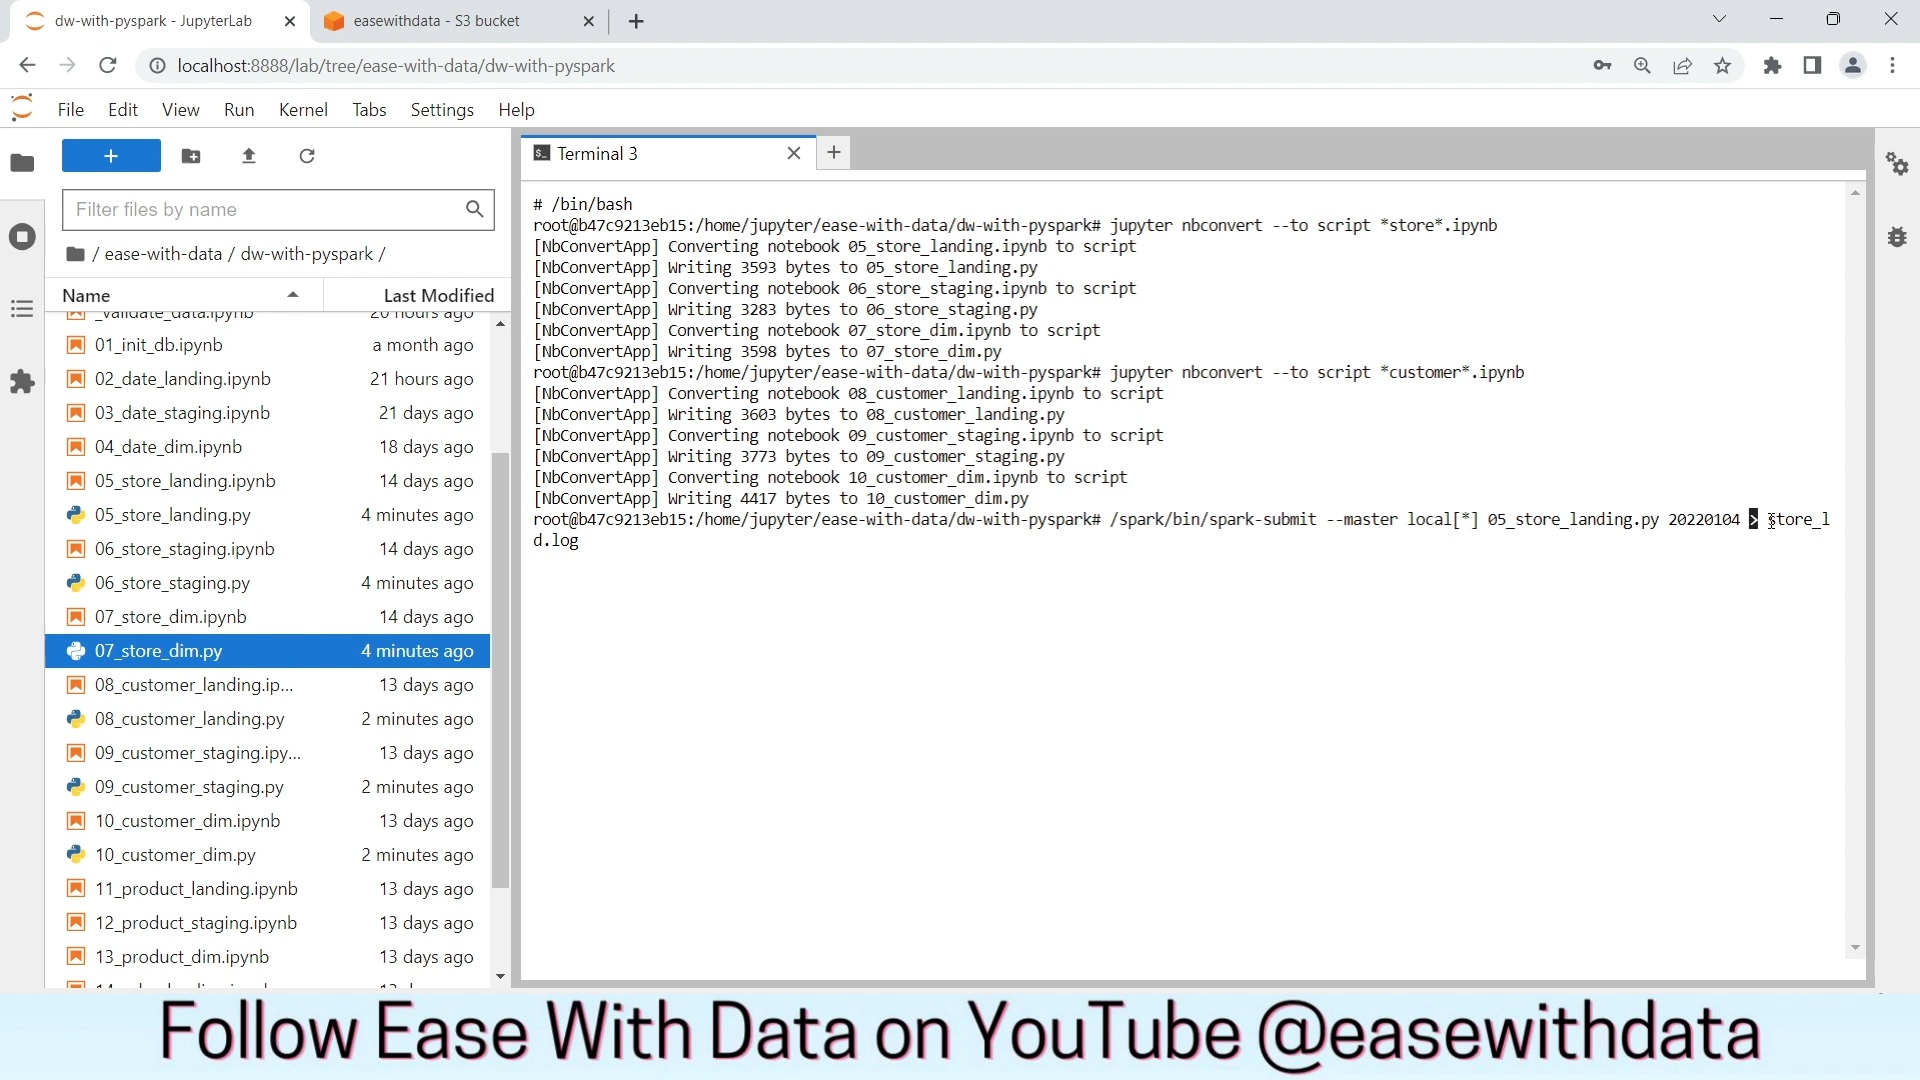 dw-with-pyspark - JupyterLab
easewithdata - S3 bucket
localhost:8888/lab/tree/ease-with-data/dw-with-pyspark
File Edit View Run Kernel Tabs Settings Help
Terminal 3
Filter files by name
/ ease-with-data / dw-with-pyspark /
Name Last Modified
_validate_data.ipynb 20 hours ago
01_init_db.ipynb a month ago
02_date_landing.ipynb 21 hours ago
03_date_staging.ipynb 21 days ago
04_date_dim.ipynb 18 days ago
05_store_landing.ipynb 14 days ago
05_store_landing.py 4 minutes ago
06_store_staging.ipynb 14 days ago
06_store_staging.py 4 minutes ago
07_store_dim.ipynb 14 days ago
07_store_dim.py 4 minutes ago
08_customer_landing.ip... 13 days ago
08_customer_landing.py 2 minutes ago
09_customer_staging.ipy... 13 days ago
09_customer_staging.py 2 minutes ago
10_customer_dim.ipynb 13 days ago
10_customer_dim.py 2 minutes ago
11_product_landing.ipynb 13 days ago
12_product_staging.ipynb 13 days ago
13_product_dim.ipynb 13 days ago
# /bin/bash
root@b47c9213eb15:/home/jupyter/ease-with-data/dw-with-pyspark# jupyter nbconvert --to script *store*.ipynb
[NbConvertApp] Converting notebook 05_store_landing.ipynb to script
[NbConvertApp] Writing 3593 bytes to 05_store_landing.py
[NbConvertApp] Converting notebook 06_store_staging.ipynb to script
[NbConvertApp] Writing 3283 bytes to 06_store_staging.py
[NbConvertApp] Converting notebook 07_store_dim.ipynb to script
[NbConvertApp] Writing 3598 bytes to 07_store_dim.py
root@b47c9213eb15:/home/jupyter/ease-with-data/dw-with-pyspark# jupyter nbconvert --to script *customer*.ipynb
[NbConvertApp] Converting notebook 08_customer_landing.ipynb to script
[NbConvertApp] Writing 3603 bytes to 08_customer_landing.py
[NbConvertApp] Converting notebook 09_customer_staging.ipynb to script
[NbConvertApp] Writing 3773 bytes to 09_customer_staging.py
[NbConvertApp] Converting notebook 10_customer_dim.ipynb to script
[NbConvertApp] Writing 4417 bytes to 10_customer_dim.py
root@b47c9213eb15:/home/jupyter/ease-with-data/dw-with-pyspark# /spark/bin/spark-submit --master local[*] 05_store_landing.py 20220104 > store_l
d.log
Follow Ease With Data on YouTube @easewithdata